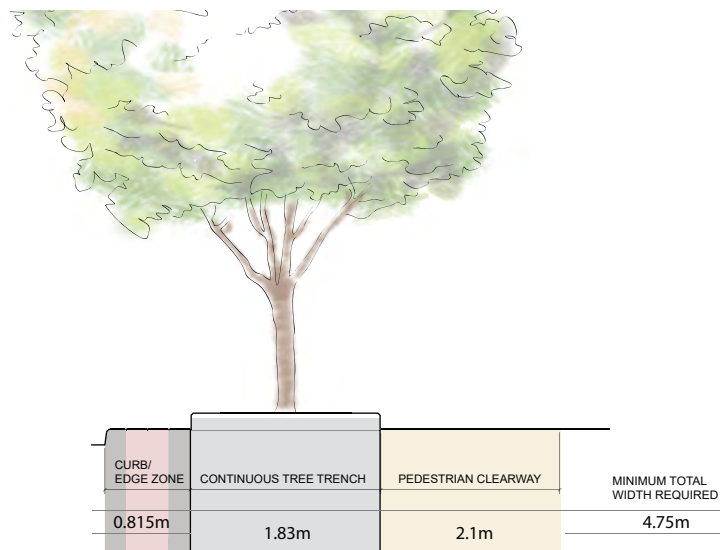 CURB/
EDGE ZONE
CONTINUOUS TREE TRENCH
PEDESTRIAN CLEARWAY
MINIMUM TOTAL
WIDTH REQUIRED
0.815m
1.83m
2.1m
4.75m